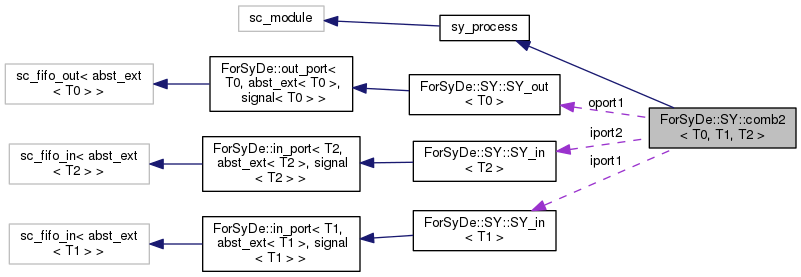 sc_module
sy_process
sc_fifo_out< abst_ext
< T0 > >
ForSyDe::out_port<
T0, abst_ext< T0 >,
signal< T0 > >
ForSyDe::SY::SY_out
< T0 >
oport1
ForSyDe::SY::comb2
< T0, T1, T2 >
iport2
iport1
sc_fifo_in< abst_ext
< T2 > >
ForSyDe::in_port< T2,
abst_ext< T2 >, signal
< T2 > >
ForSyDe::SY::SY_in
< T2 >
sc_fifo_in< abst_ext
< T1 > >
ForSyDe::in_port< T1,
abst_ext< T1 >, signal
< T1 > >
ForSyDe::SY::SY_in
< T1 >